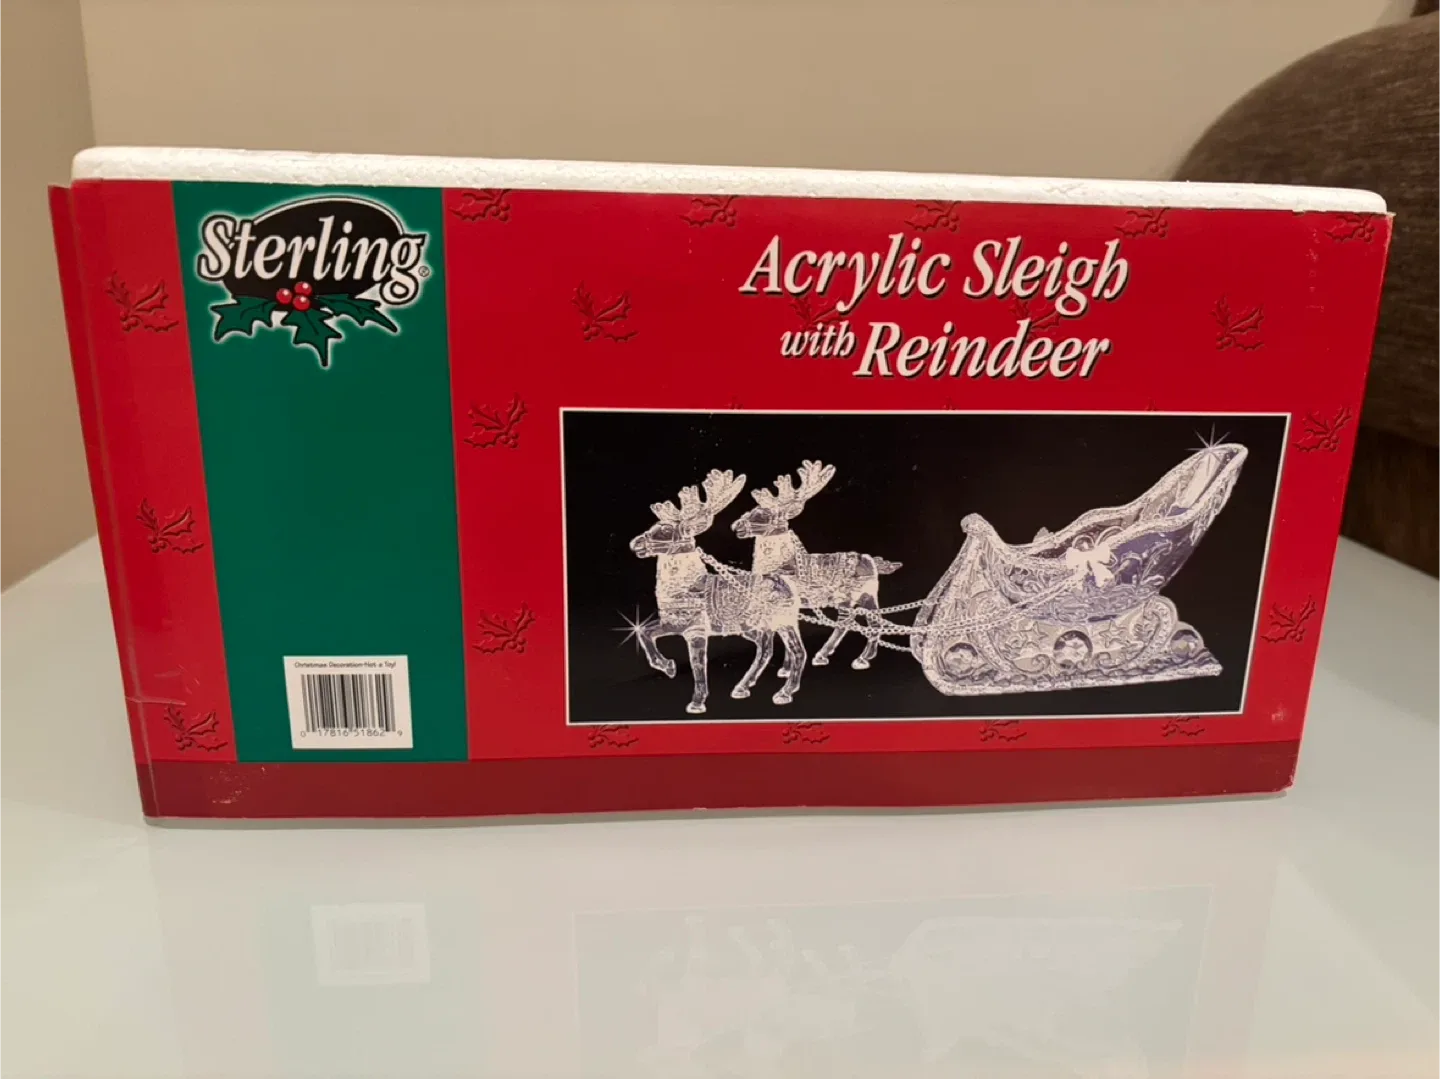 Sterling®
Acrylic Sleigh
with Reindeer
Christmas Decoration-Not a Toy!
0 17816 51862 9